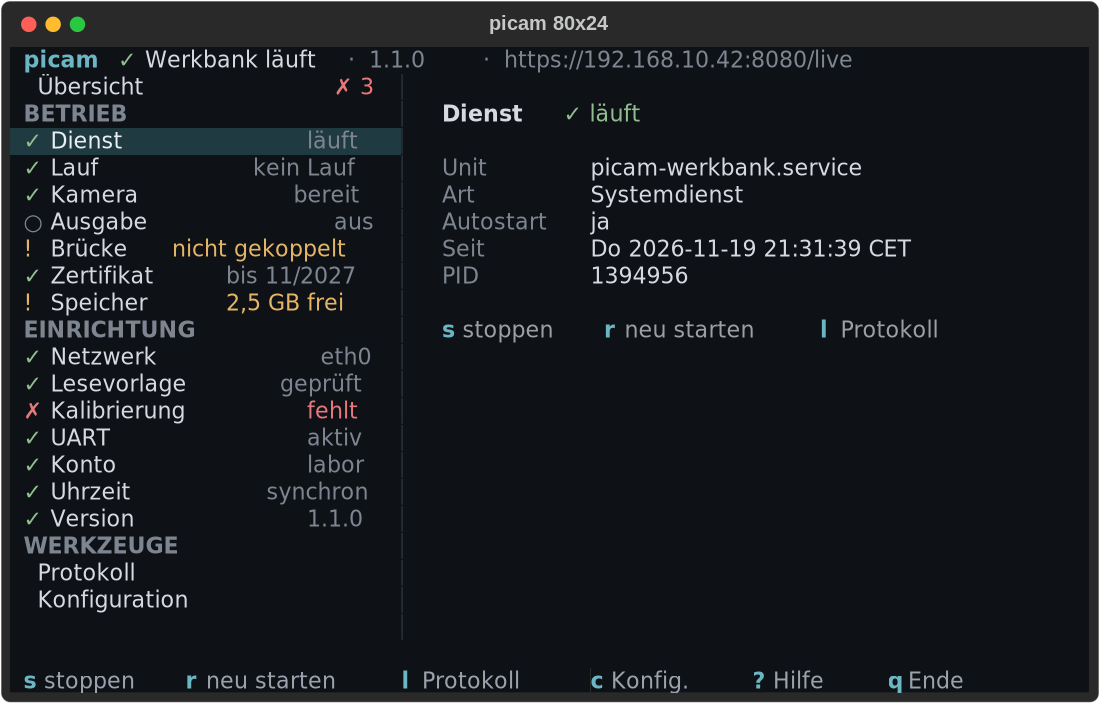 picam 80x24
picam ✓ Werkbank läuft · 1.1.0 · https://192.168.10.42:8080/live
Übersicht ✗ 3
BETRIEB
Dienst ✓ läuft
✓ Dienst läuft
✓ Lauf kein Lauf
Unit picam-werkbank.service
✓ Kamera bereit
Art Systemdienst
○ Ausgabe aus
Autostart ja
! Brücke nicht gekoppelt
Seit Do 2026-11-19 21:31:39 CET
✓ Zertifikat bis 11/2027
PID 1394956
! Speicher 2,5 GB frei
EINRICHTUNG
s stoppen r neu starten l Protokoll
✓ Netzwerk eth0
✓ Lesevorlage geprüft
✗ Kalibrierung fehlt
✓ UART aktiv
✓ Konto labor
✓ Uhrzeit synchron
✓ Version 1.1.0
WERKZEUGE
Protokoll
Konfiguration
s stoppen r neu starten l Protokoll c Konfig. ? Hilfe q Ende